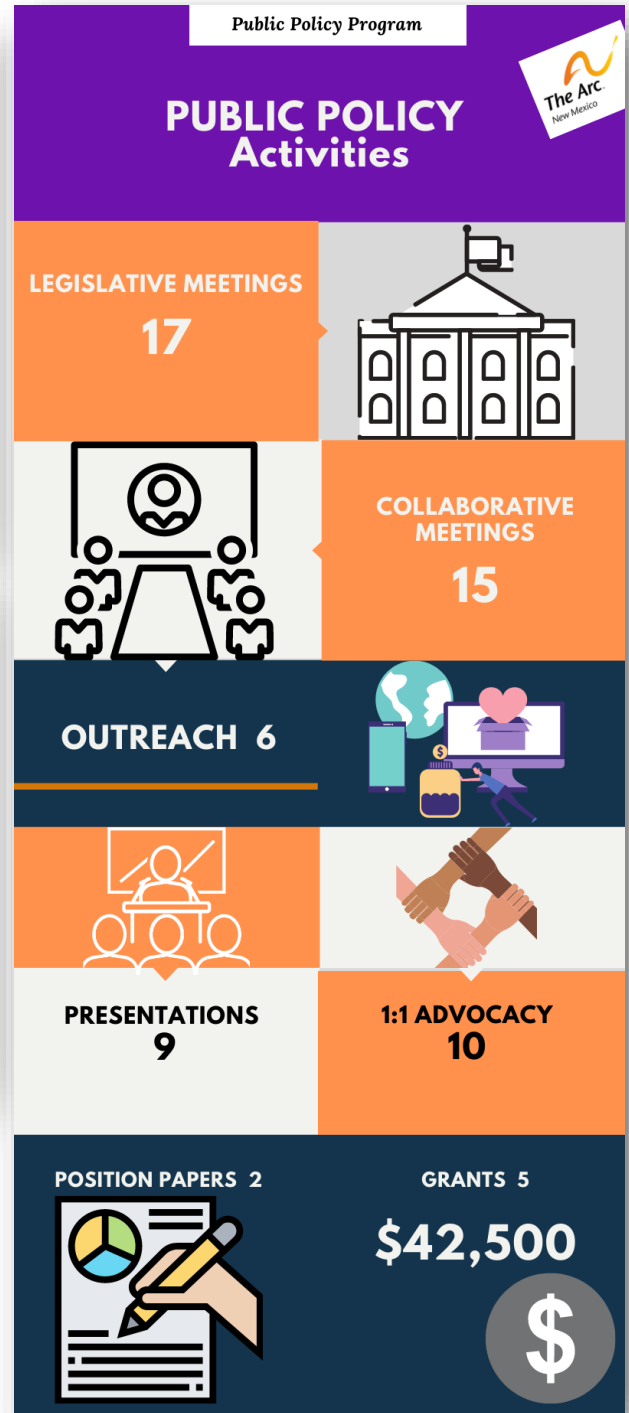 Public Policy Program
The Arc.
New Mexico
PUBLIC POLICY
Activities
LEGISLATIVE MEETINGS
17
COLLABORATIVE
MEETINGS
15
OUTREACH 6
$
PRESENTATIONS
9
1:1 ADVOCACY
10
POSITION PAPERS 2
GRANTS 5
$42,500
$